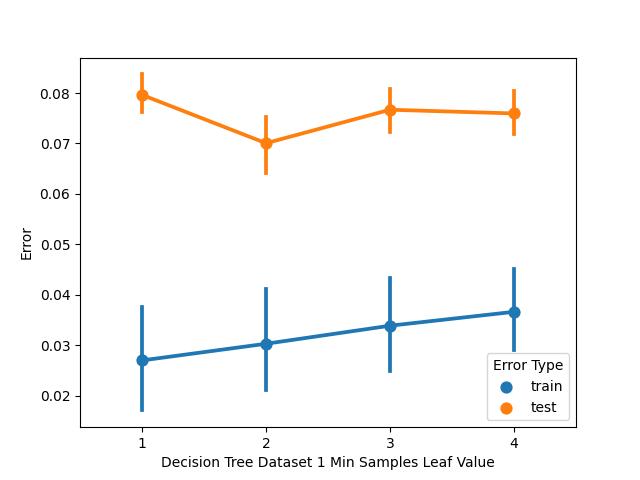 0.08
0.07
0.06
0.05
0.04
0.03
0.02
Error
1 2 3 4
Decision Tree Dataset 1 Min Samples Leaf Value
Error Type
train
test